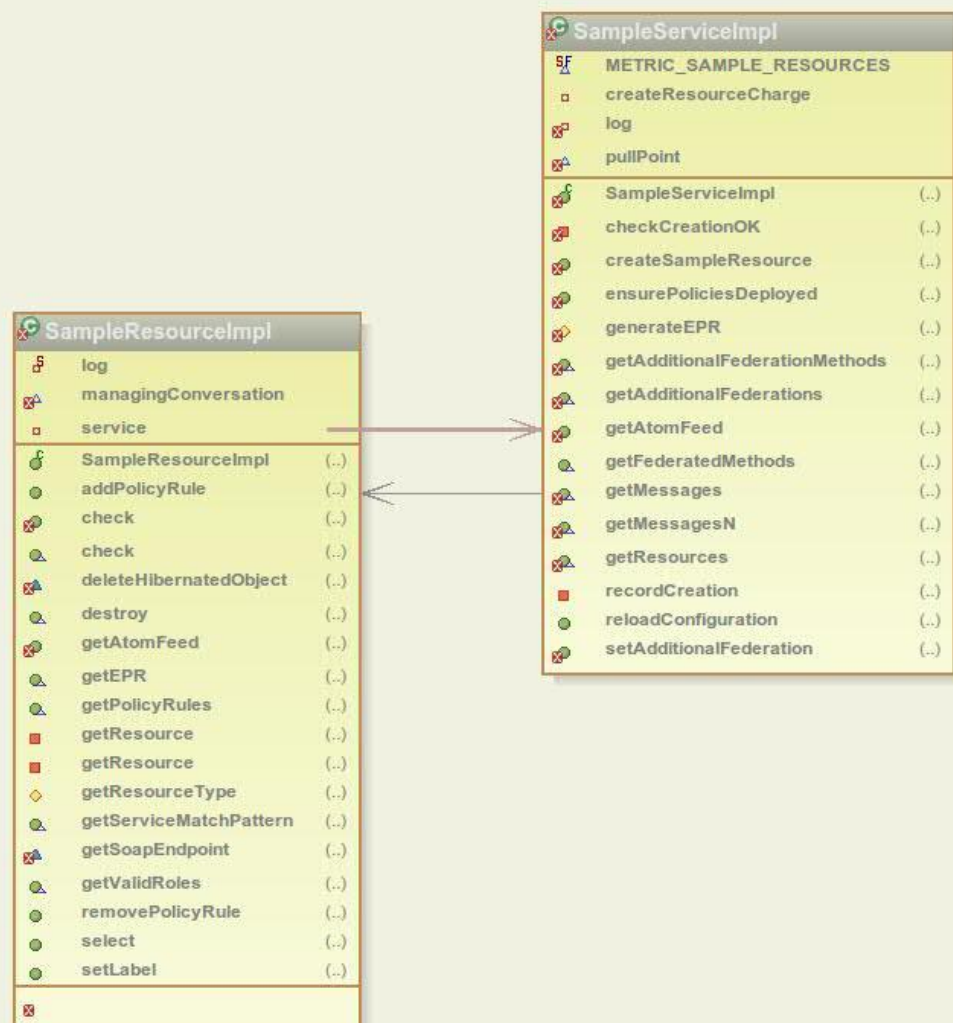 SampleServiceImpl
METRIC_SAMPLE_RESOURCES
createResourceCharge
log
pullPoint
SampleServiceImpl (..)
checkCreationOK (..)
createSampleResource (..)
ensurePoliciesDeployed (..)
generateEPR (..)
getAdditionalFederationMethods (..)
getAdditionalFederations (..)
getAtomFeed (..)
getFederatedMethods (..)
getMessages (..)
getMessagesN (..)
getResources (..)
recordCreation (..)
reloadConfiguration (..)
setAdditionalFederation (..)
SampleResourceImpl
log
managingConversation
service
SampleResourceImpl (..)
addPolicyRule (..)
check (..)
check (..)
deleteHibernatedObject (..)
destroy (..)
getAtomFeed (..)
getEPR (..)
getPolicyRules (..)
getResource (..)
getResource (..)
getResourceType (..)
getServiceMatchPattern (..)
getSoapEndpoint (..)
getValidRoles (..)
removePolicyRule (..)
select (..)
setLabel (..)